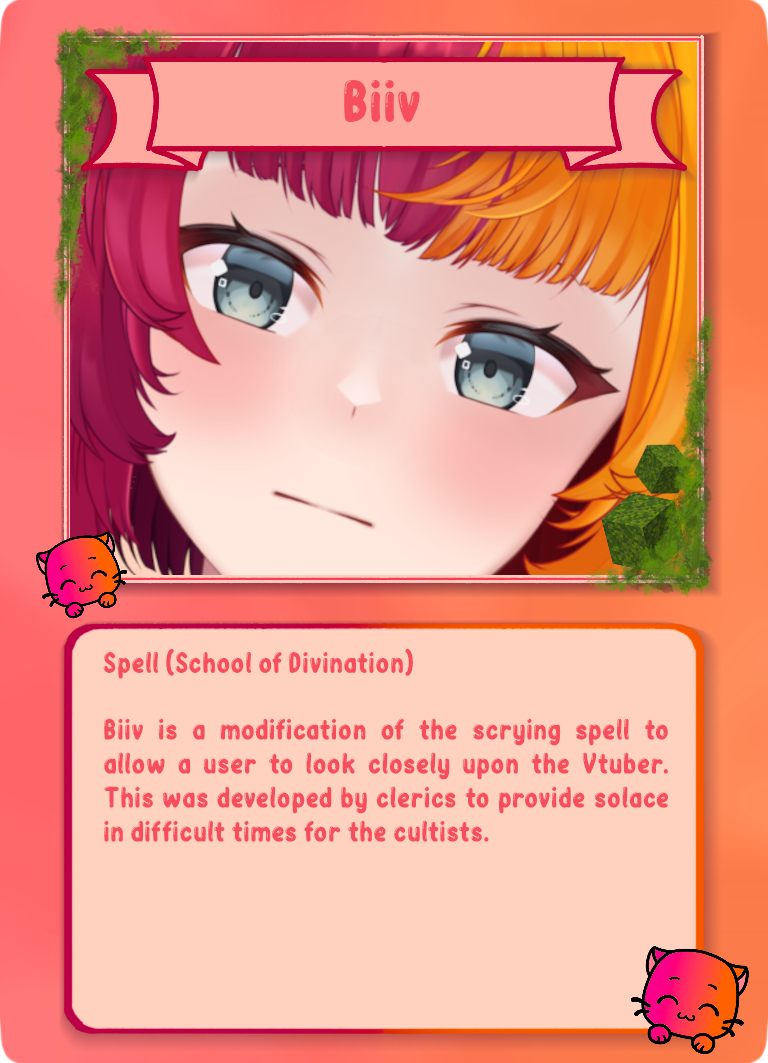 Biiv
Spell (School of Divination)
Biiv is a modification of the scrying spell to
allow a user to look closely upon the Vtuber.
This was developed by clerics to provide solace
in difficult times for the cultists.